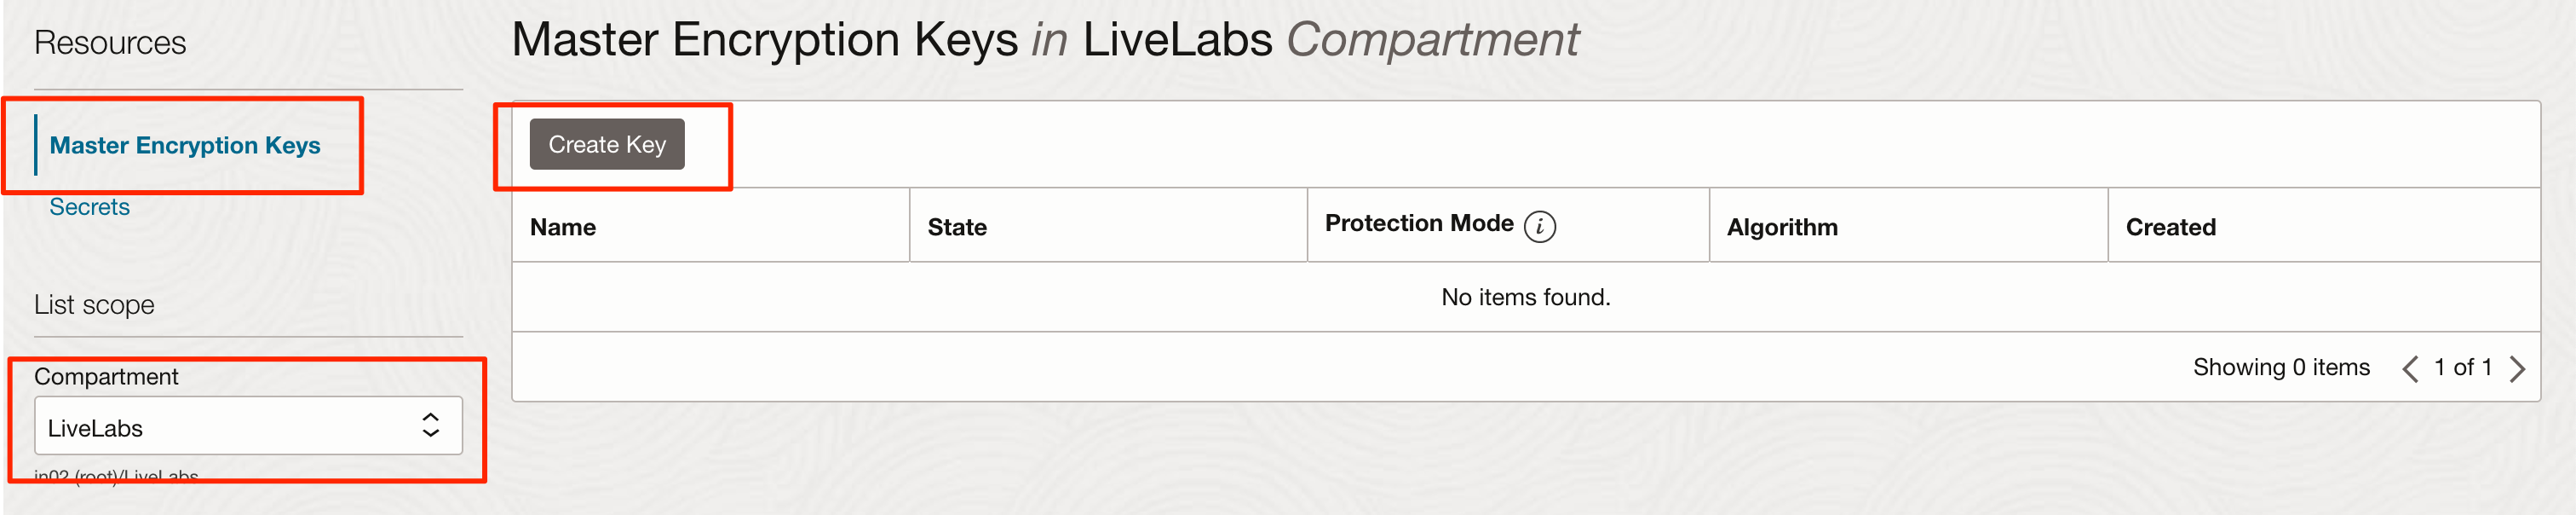 Resources
Master Encryption Keys
Secrets
List scope
Compartment
LiveLabs
in02 (root)/LiveLabs
Master Encryption Keys in LiveLabs Compartment
Create Key
Name State Protection Mode i Algorithm Created
No items found.
Showing 0 items < 1 of 1 >